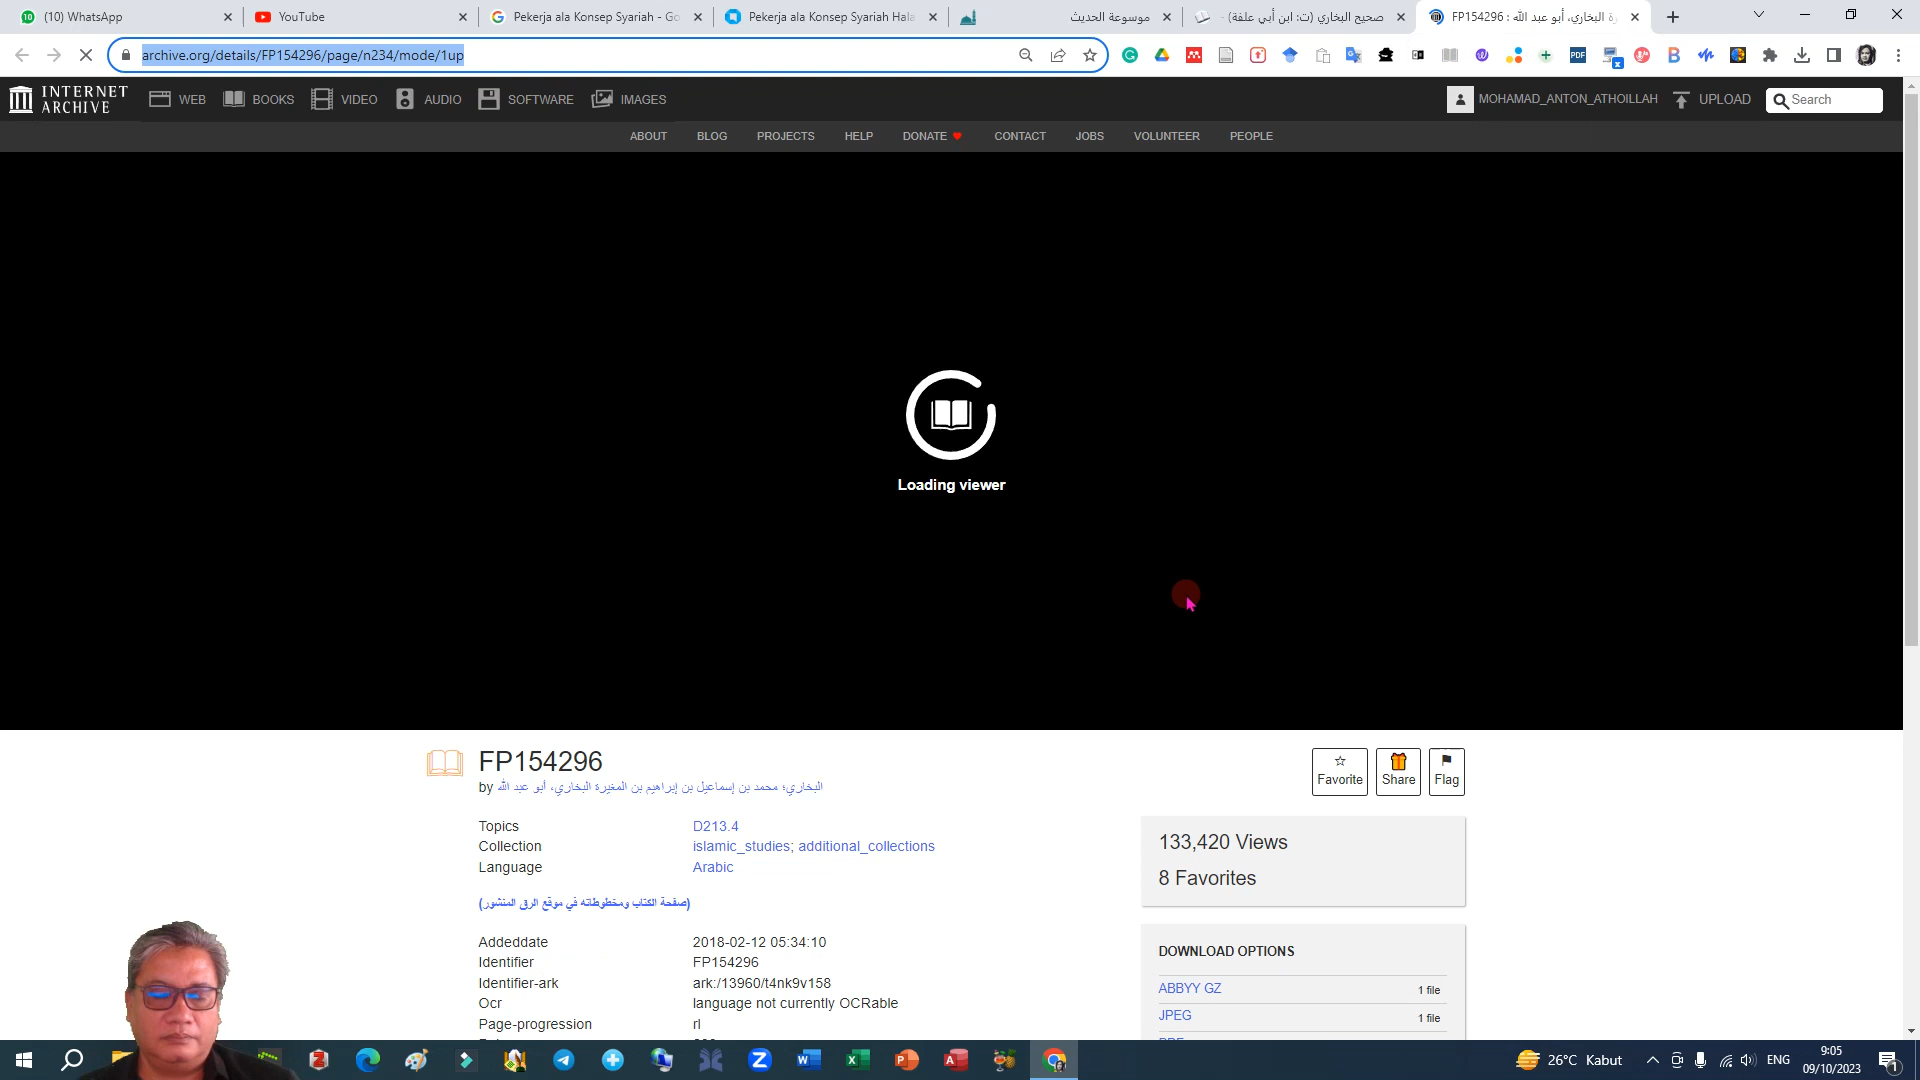 (10) WhatsApp
YouTube
Pekerja ala Konsep Syariah - Go
Pekerja ala Konsep Syariah Hala
موسوعة الحديث
صحيح البخاري (ت: ابن أبي علفة) -
FP154296 : رة البخاري، أبو عبد الله
archive.org/details/FP154296/page/n234/mode/1up
INTERNET ARCHIVE
WEB
BOOKS
VIDEO
AUDIO
SOFTWARE
IMAGES
MOHAMAD_ANTON_ATHOILLAH
UPLOAD
Search
ABOUT
BLOG
PROJECTS
HELP
DONATE
CONTACT
JOBS
VOLUNTEER
PEOPLE
Loading viewer
FP154296
by البخاري؛ محمد بن إسماعيل بن إبراهيم بن المغيرة البخاري، أبو عبد الله
Favorite
Share
Flag
Topics D213.4
Collection islamic_studies; additional_collections
Language Arabic
(صفحة الكتاب ومخطوطاته في موقع الرق المنشور)
Addeddate 2018-02-12 05:34:10
Identifier FP154296
Identifier-ark ark:/13960/t4nk9v158
Ocr language not currently OCRable
Page-progression rl
133,420 Views
8 Favorites
DOWNLOAD OPTIONS
ABBYY GZ 1 file
JPEG 1 file
26°C Kabut
ENG
9:05
09/10/2023